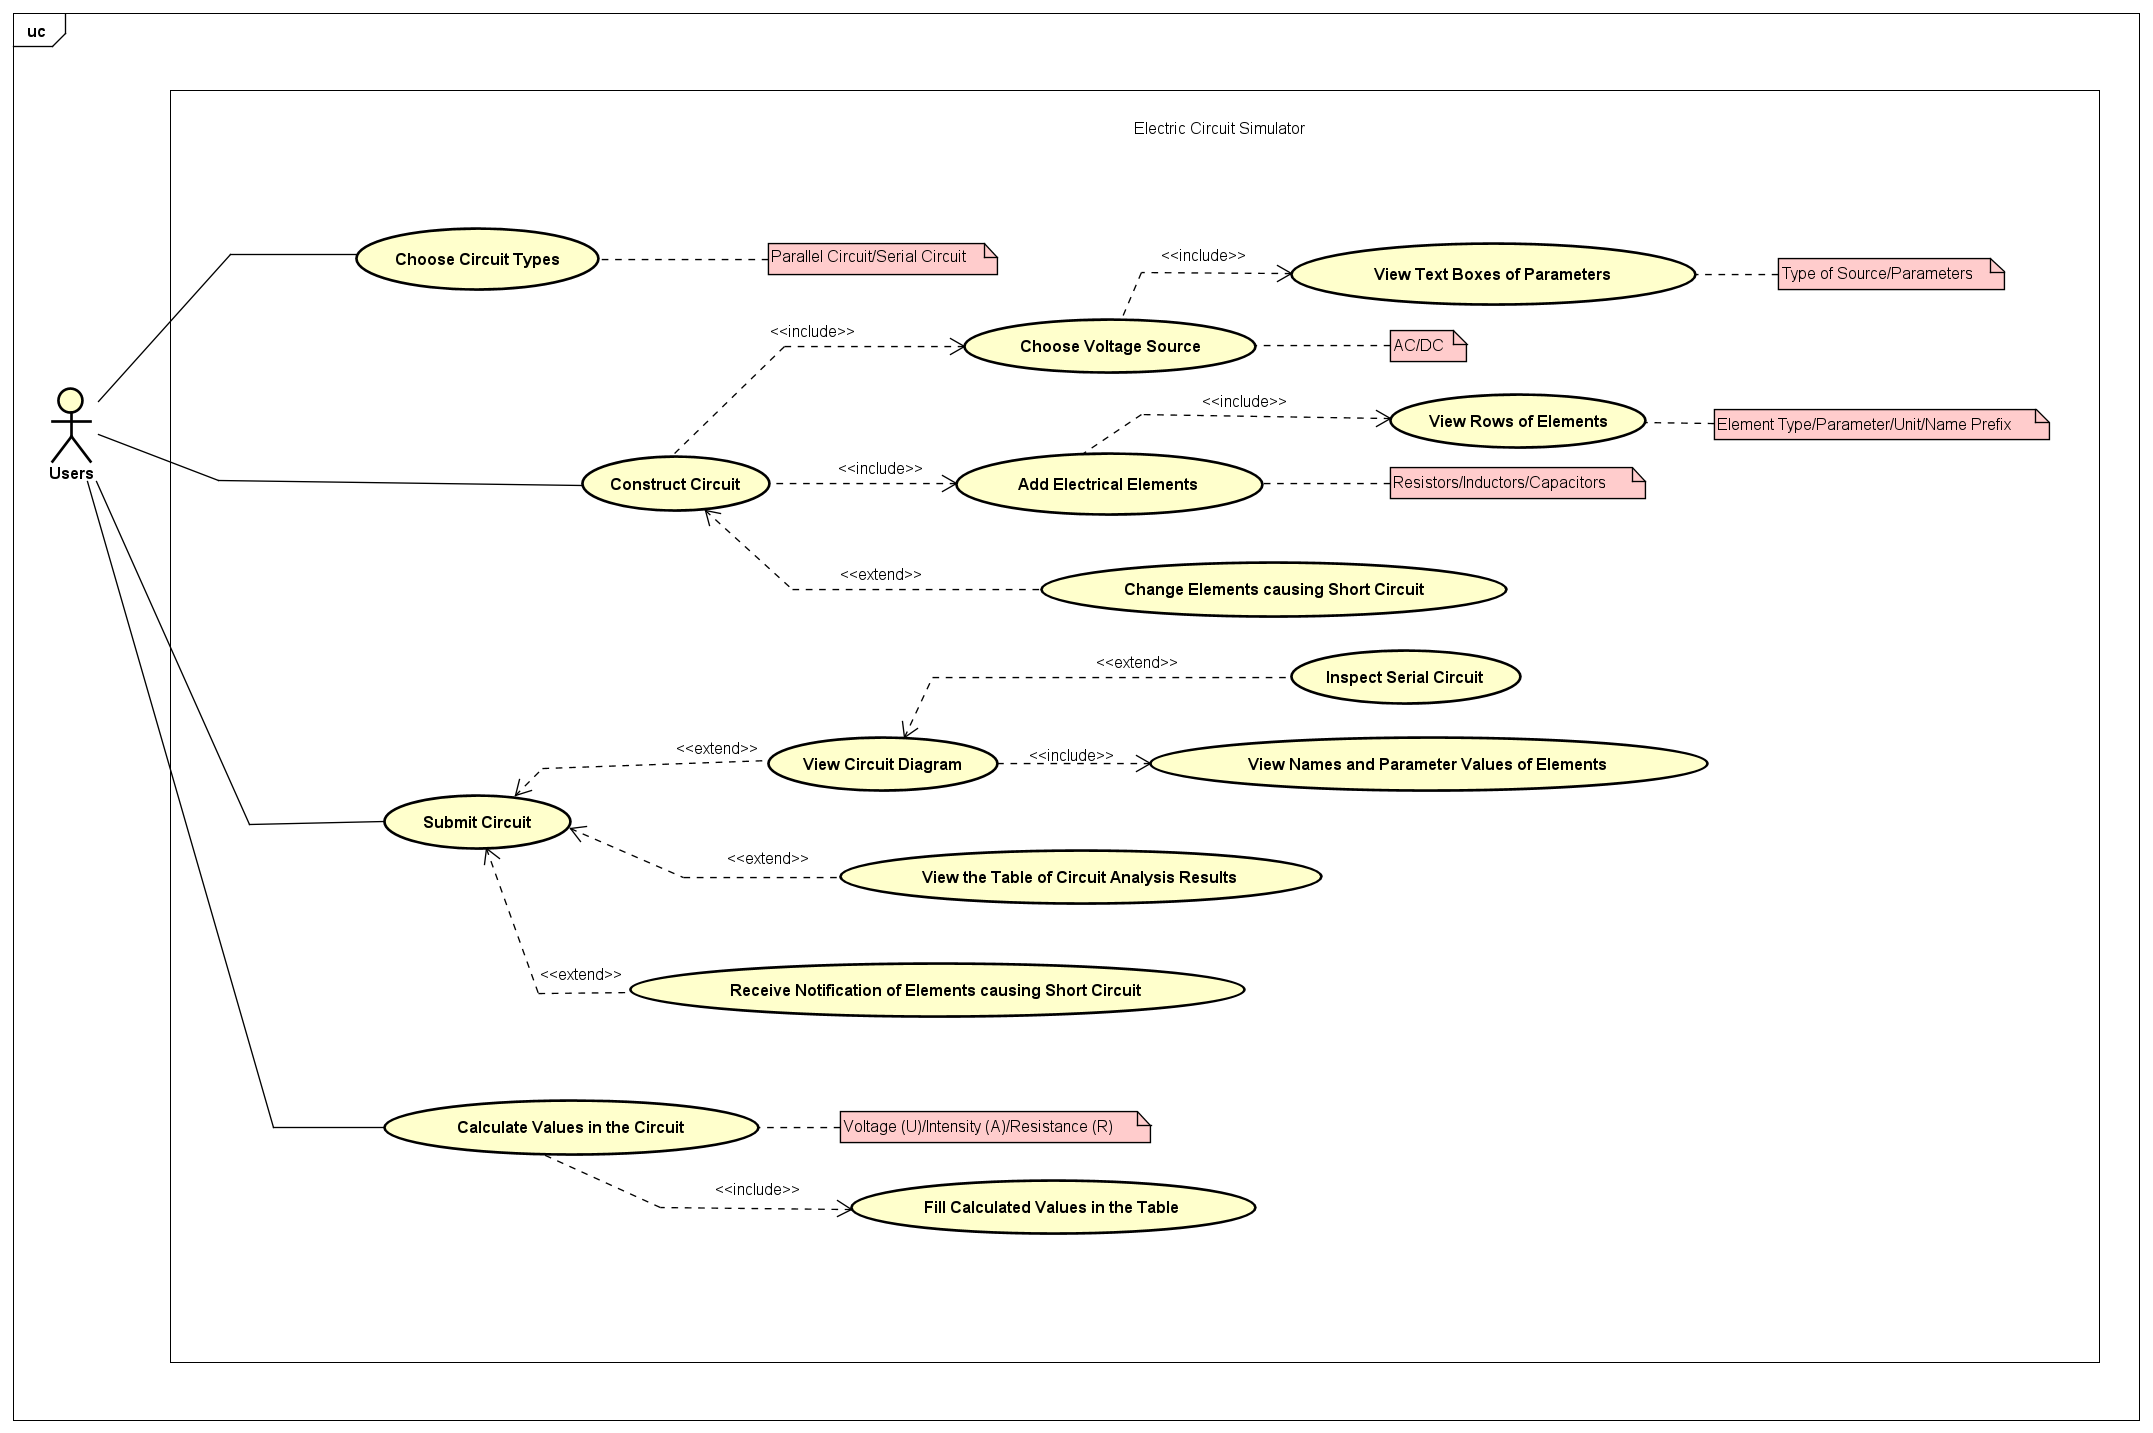 uc
Electric Circuit Simulator
Choose Circuit Types
Parallel Circuit/Serial Circuit
<<include>>
View Text Boxes of Parameters
Type of Source/Parameters
<<include>>
Choose Voltage Source
AC/DC
<<include>>
View Rows of Elements
Element Type/Parameter/Unit/Name Prefix
Users
Construct Circuit
<<include>>
Add Electrical Elements
Resistors/Inductors/Capacitors
<<extend>>
Change Elements causing Short Circuit
<<extend>>
Inspect Serial Circuit
<<extend>>
View Circuit Diagram
<<include>>
View Names and Parameter Values of Elements
Submit Circuit
<<extend>>
View the Table of Circuit Analysis Results
<<extend>>
Receive Notification of Elements causing Short Circuit
Calculate Values in the Circuit
Voltage (U)/Intensity (A)/Resistance (R)
<<include>>
Fill Calculated Values in the Table